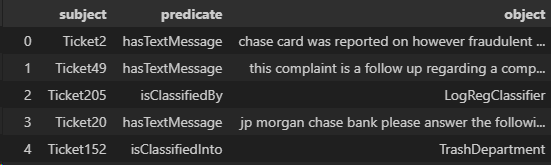 subject predicate object
0 Ticket2 hasTextMessage chase card was reported on however fraudulent ...
1 Ticket49 hasTextMessage this complaint is a follow up regarding a comp...
2 Ticket205 isClassifiedBy LogRegClassifier
3 Ticket20 hasTextMessage jp morgan chase bank please answer the followi...
4 Ticket152 isClassifiedInto TrashDepartment